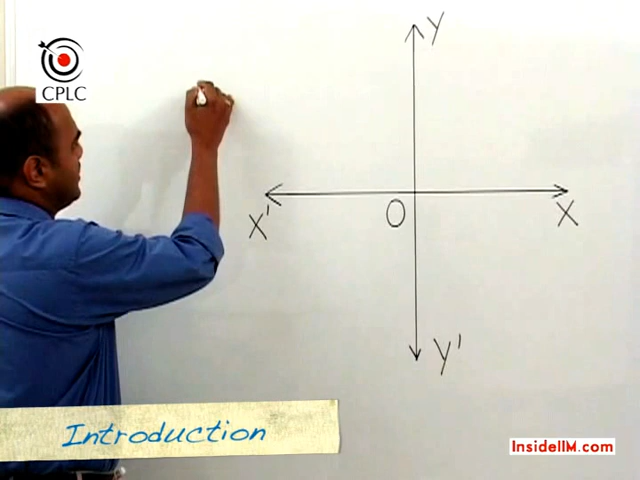 CPLC
Y
X'
O
X
Y'
Introduction
InsideIIM.com